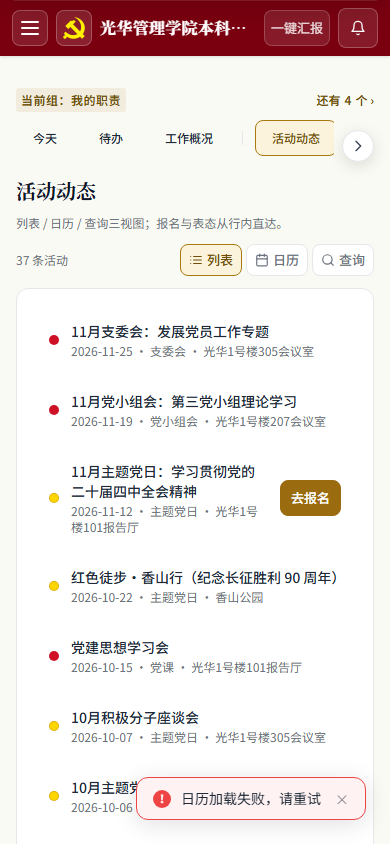 光华管理学院本科…
一键汇报
当前组：我的职责
还有 4 个 ›
今天
待办
工作概况
活动动态
活动动态
列表 / 日历 / 查询三视图；报名与表态从行内直达。
37 条活动
列表
日历
查询
11月支委会：发展党员工作专题
2026-11-25 • 支委会 • 光华1号楼305会议室
11月党小组会：第三党小组理论学习
2026-11-19 • 党小组会 • 光华1号楼207会议室
11月主题党日：学习贯彻党的
二十届四中全会精神
2026-11-12 • 主题党日 • 光华1号
楼101报告厅
去报名
红色徒步・香山行（纪念长征胜利 90 周年）
2026-10-22 • 主题党日 • 香山公园
党建思想学习会
2026-10-15 • 党课 • 光华1号楼101报告厅
10月积极分子座谈会
2026-10-07 • 主题党日 • 光华1号楼305会议室
10月主题党
2026-10-06
日历加载失败，请重试